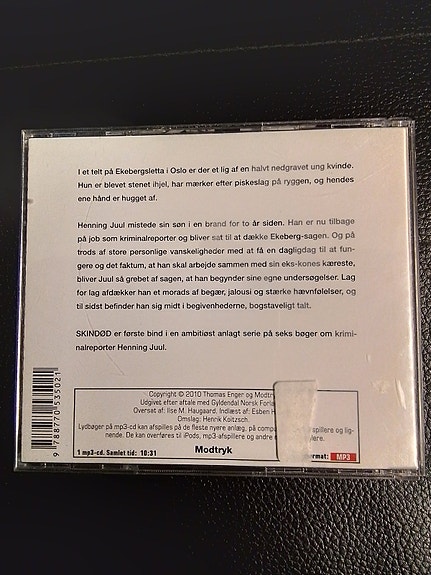 I et telt på Ekebergsletta i Oslo er der et lig af en halvt nedgravet ung kvinde.
Hun er blevet stenet ihjel, har mærker efter piskeslag på ryggen, og hendes
ene hånd er hugget af.
Henning Juul mistede sin søn i en brand for to år siden. Han er nu tilbage
på job som kriminalreporter og bliver sat til at dække Ekeberg-sagen. Og på
trods af store personlige vanskeligheder med at få en dagligdag til at fun-
gere og det faktum, at han skal arbejde sammen med sin eks-kones kæreste,
bliver Juul så grebet af sagen, at han begynder sine egne undersøgelser. Lag
for lag afdækker han et morads af begær, jalousi og stærke hævnfølelser, og
til sidst befinder han sig midt i begivenhederne, bogstaveligt talt.
SKINDØD er første bind i en ambitiøst anlagt serie på seks bøger om krimi-
nalreporter Henning Juul.
Copyright © 2010 Thomas Enger og Modtryk
Udgivet efter aftale med Gyldendal Norsk
Oversat af: Ilse M. Haugaard. Indlæst af: Esben
Omslag: Henrik Koitzsch.
Lydbøger på mp3-cd kan afspilles på de fleste nyere anlæg, på og lig-
nende. De kan overføres til iPods, mp3-afspillere og andre
1 mp3-cd. Samlet tid: 10:31
Modtryk
MP3
9 788770 535021